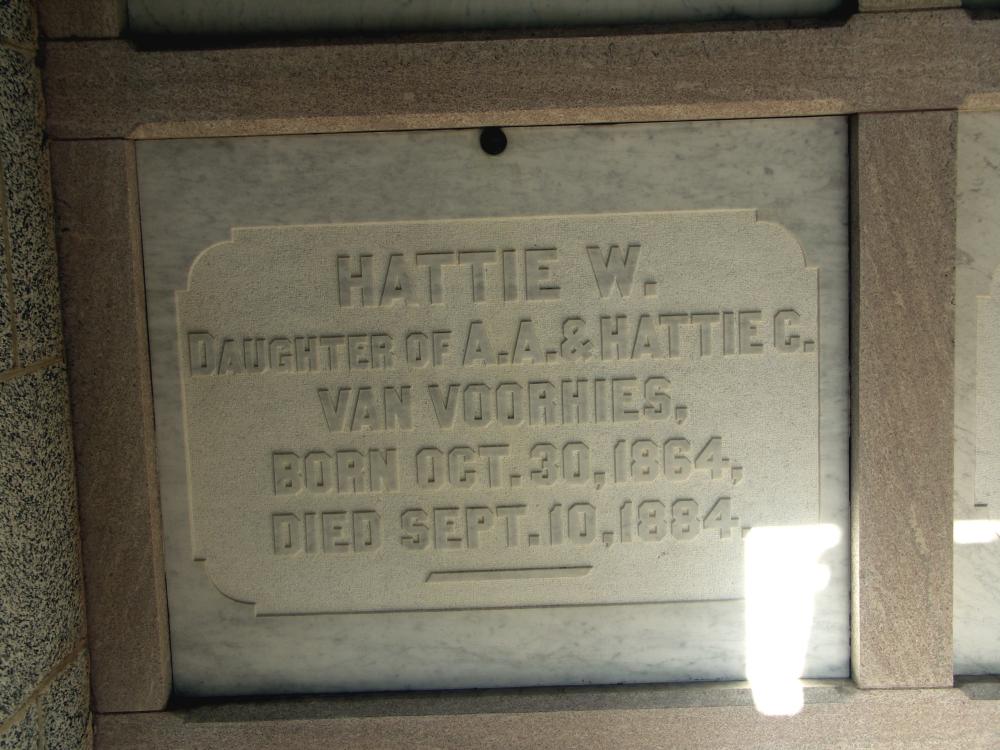 HATTIE W.
DAUGHTER OF A.A. & HATTIE C.
VAN VOORHIES,
BORN OCT. 30, 1864,
DIED SEPT. 10, 1884.